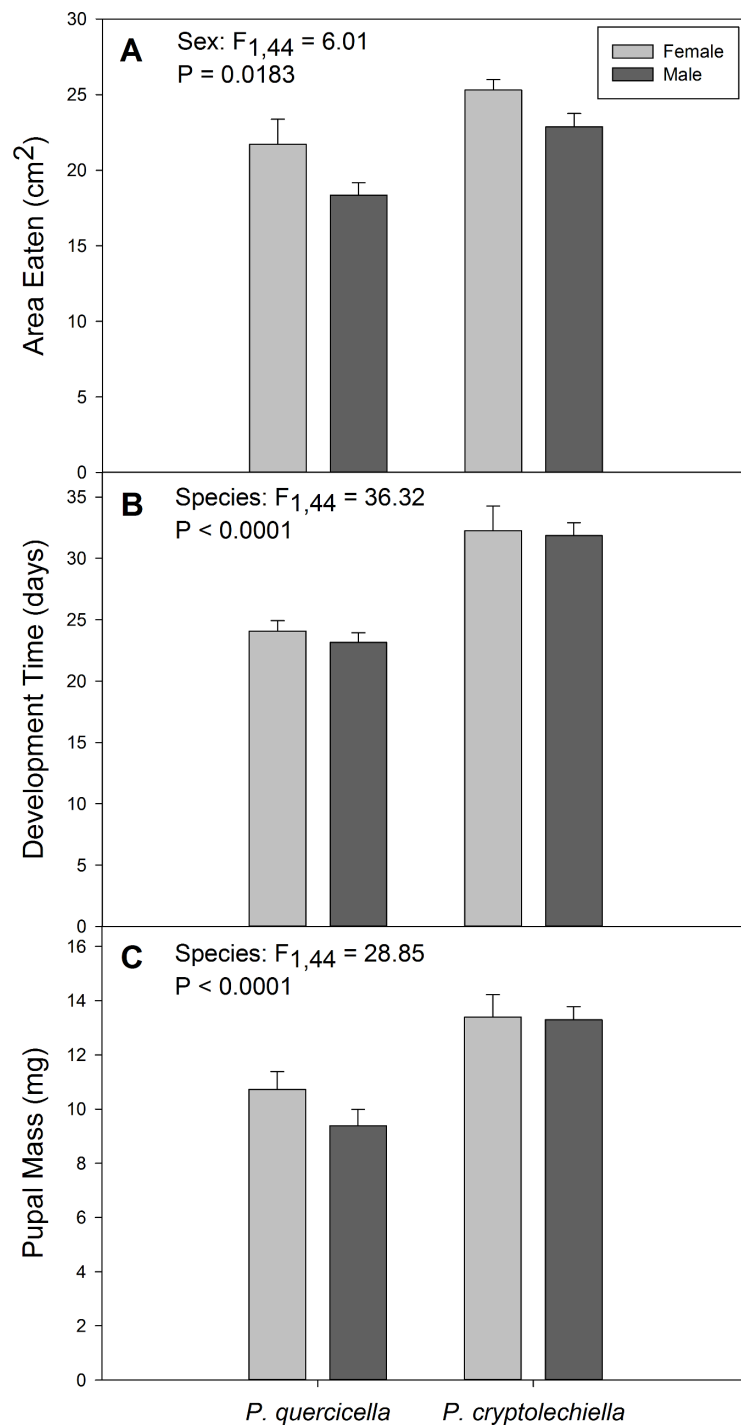 A
Sex: F1,44 = 6.01
P = 0.0183
Female
Male
Area Eaten (cm2)
30
25
20
15
10
5
0
B
Species: F1,44 = 36.32
P < 0.0001
Development Time (days)
35
30
25
20
15
10
5
0
C
Species: F1,44 = 28.85
P < 0.0001
Pupal Mass (mg)
16
14
12
10
8
6
4
2
0
P. quercicella
P. cryptolechiella